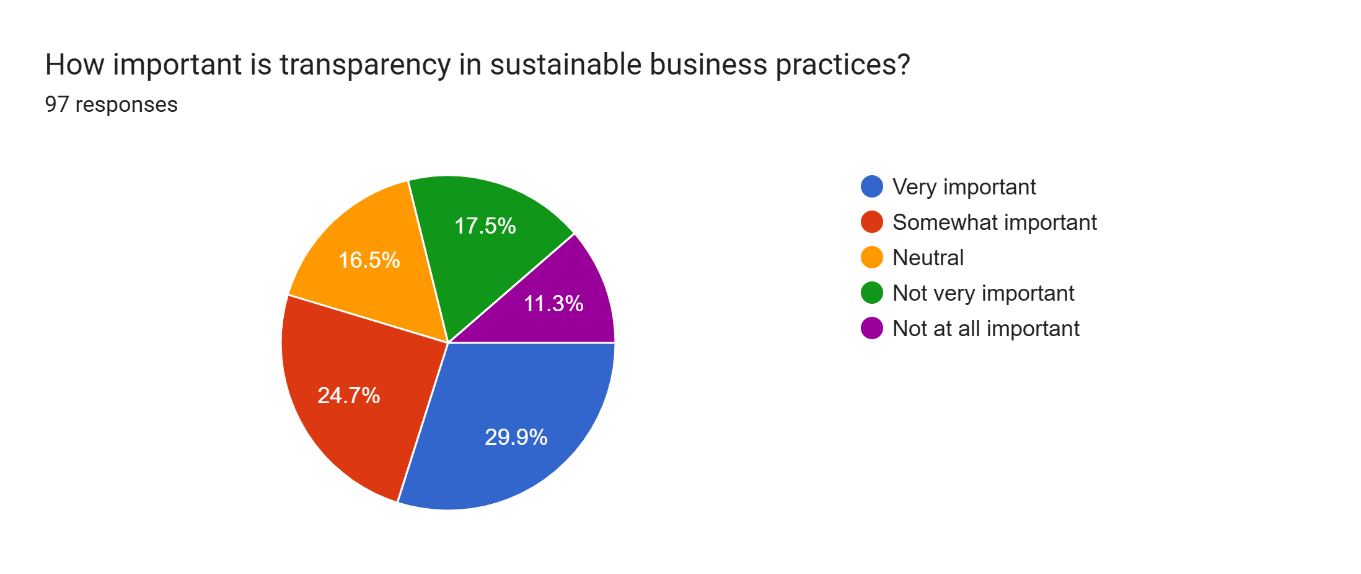 How important is transparency in sustainable business practices?
97 responses
17.5%
16.5%
11.3%
24.7%
29.9%
Very important
Somewhat important
Neutral
Not very important
Not at all important